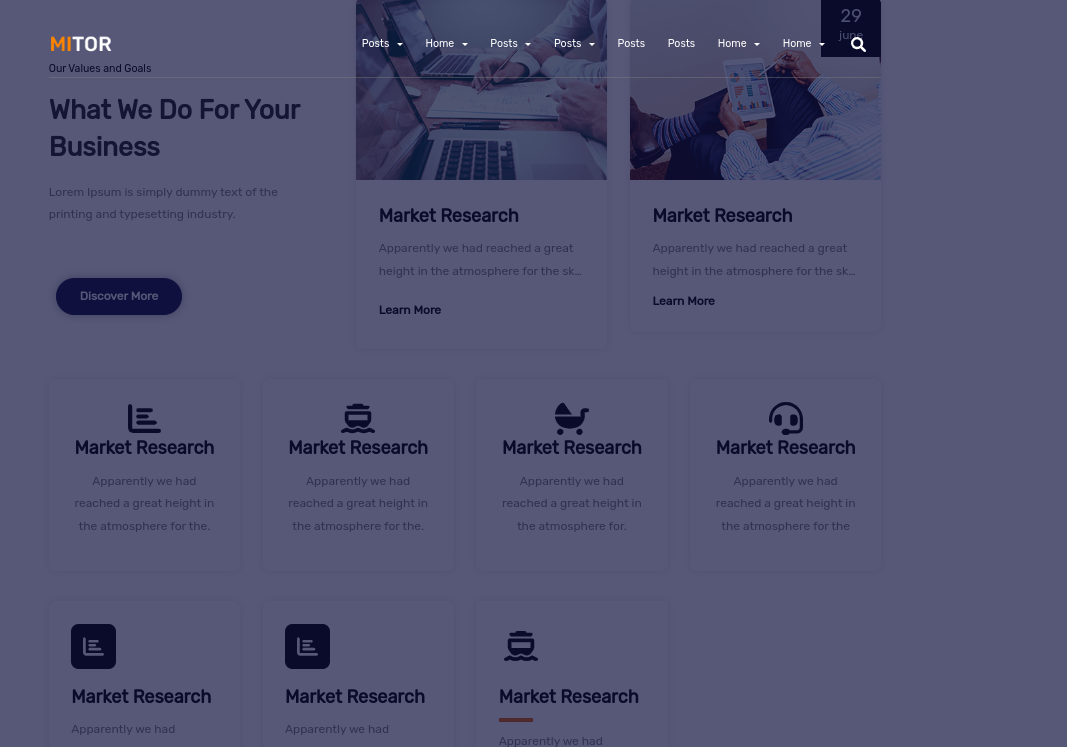 MITOR
Posts
Home
Posts
Posts
Posts
Posts
Home
Home
29
june
Our Values and Goals
What We Do For Your
Business
Lorem Ipsum is simply dummy text of the
printing and typesetting industry.
Discover More
Market Research
Apparently we had reached a great
height in the atmosphere for the sk...
Learn More
Market Research
Apparently we had reached a great
height in the atmosphere for the sk...
Learn More
Market Research
Apparently we had
reached a great height in
the atmosphere for the.
Market Research
Apparently we had
reached a great height in
the atmosphere for the.
Market Research
Apparently we had
reached a great height in
the atmosphere for.
Market Research
Apparently we had
reached a great height in
the atmosphere for the
Market Research
Apparently we had
Market Research
Apparently we had
Market Research
Apparently we had